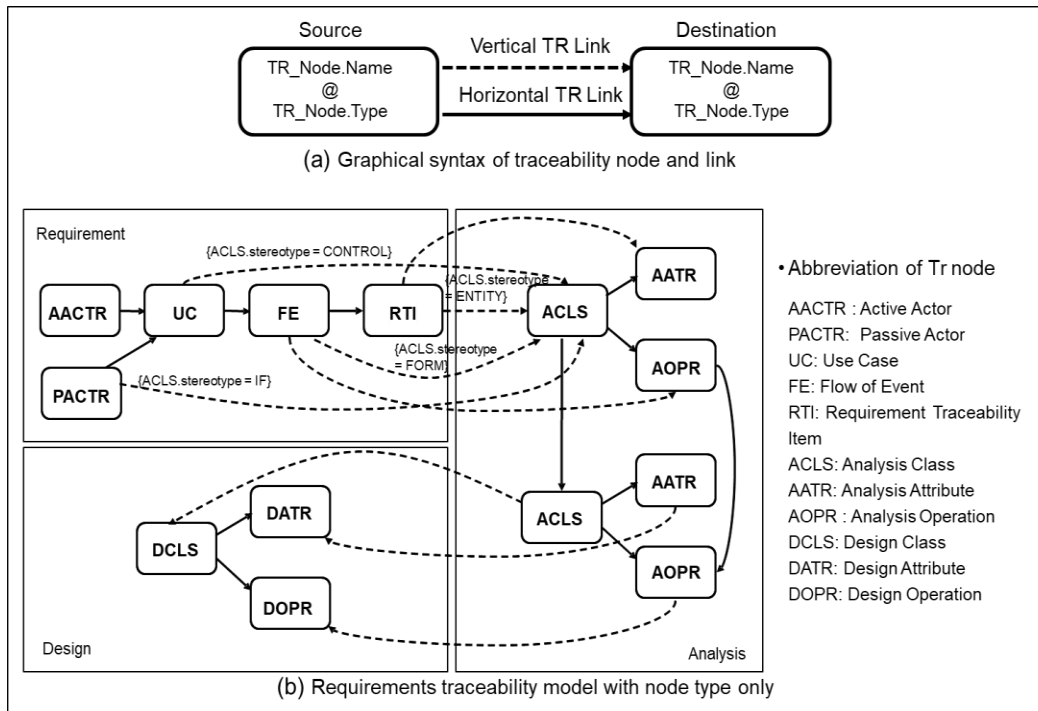 Source
Destination
TR_Node.Name
@
TR_Node.Type
Vertical TR Link
Horizontal TR Link
TR_Node.Name
@
TR_Node.Type
(a) Graphical syntax of traceability node and link
Requirement
{ACLS.stereotype = CONTROL}
{ACLS.stereotype
= ENTITY}
AACTR
UC
FE
RTI
ACLS
AATR
{ACLS.stereotype
= FORM}
{ACLS.stereotype = IF}
PACTR
AOPR
DATR
DCLS
DOPR
Design
ACLS
AATR
AOPR
Analysis
•Abbreviation of Tr node
AACTR : Active Actor
PACTR: Passive Actor
UC: Use Case
FE: Flow of Event
RTI: Requirement Traceability
Item
ACLS: Analysis Class
AATR: Analysis Attribute
AOPR : Analysis Operation
DCLS: Design Class
DATR: Design Attribute
DOPR: Design Operation
(b) Requirements traceability model with node type only